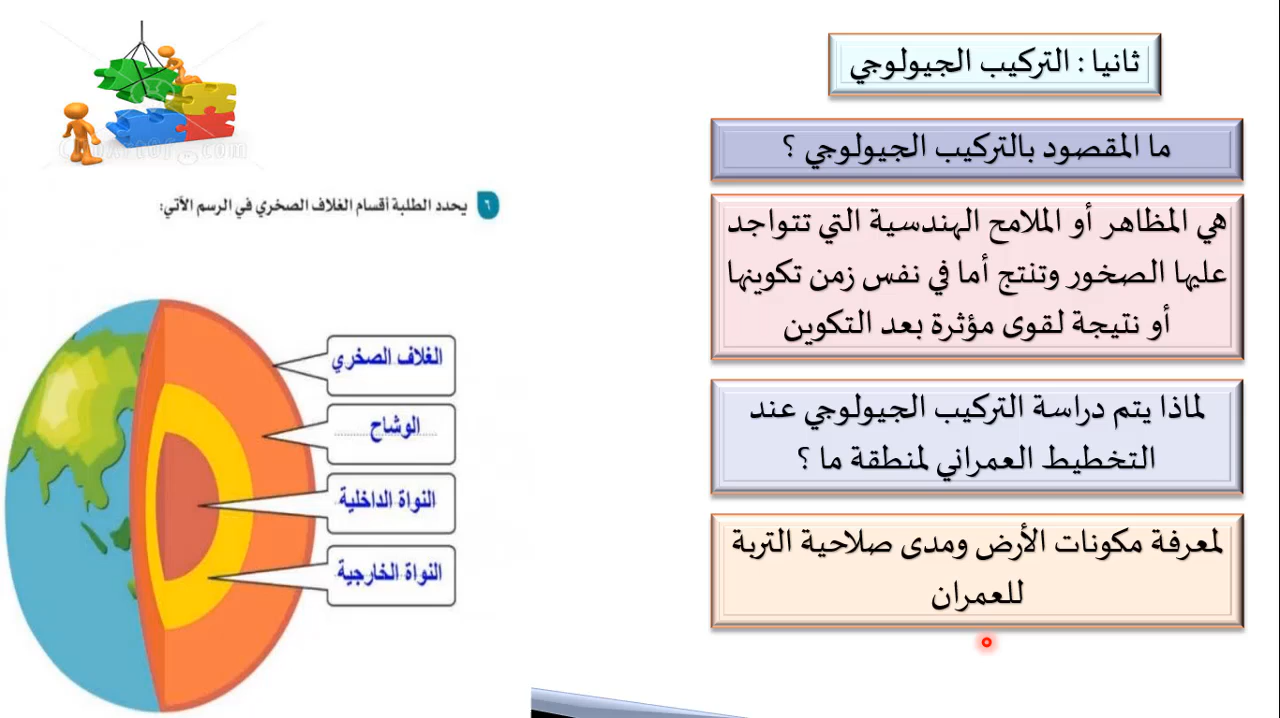 ثانيا : التركيب الجيولوجي
ما المقصود بالتركيب الجيولوجي ؟
هي المظاهر أو الملامح الهندسية التي تتواجد
عليها الصخور وتنتج أما في نفس زمن تكوينها
أو نتيجة لقوى مؤثرة بعد التكوين
لماذا يتم دراسة التركيب الجيولوجي عند
التخطيط العمراني لمنطقة ما ؟
لمعرفة مكونات الأرض ومدى صلاحية التربة
للعمران
٦ يحدد الطلبة أقسام الغلاف الصخري في الرسم الآتي:
الغلاف الصخري
الوشاح
النواة الداخلية
النواة الخارجية